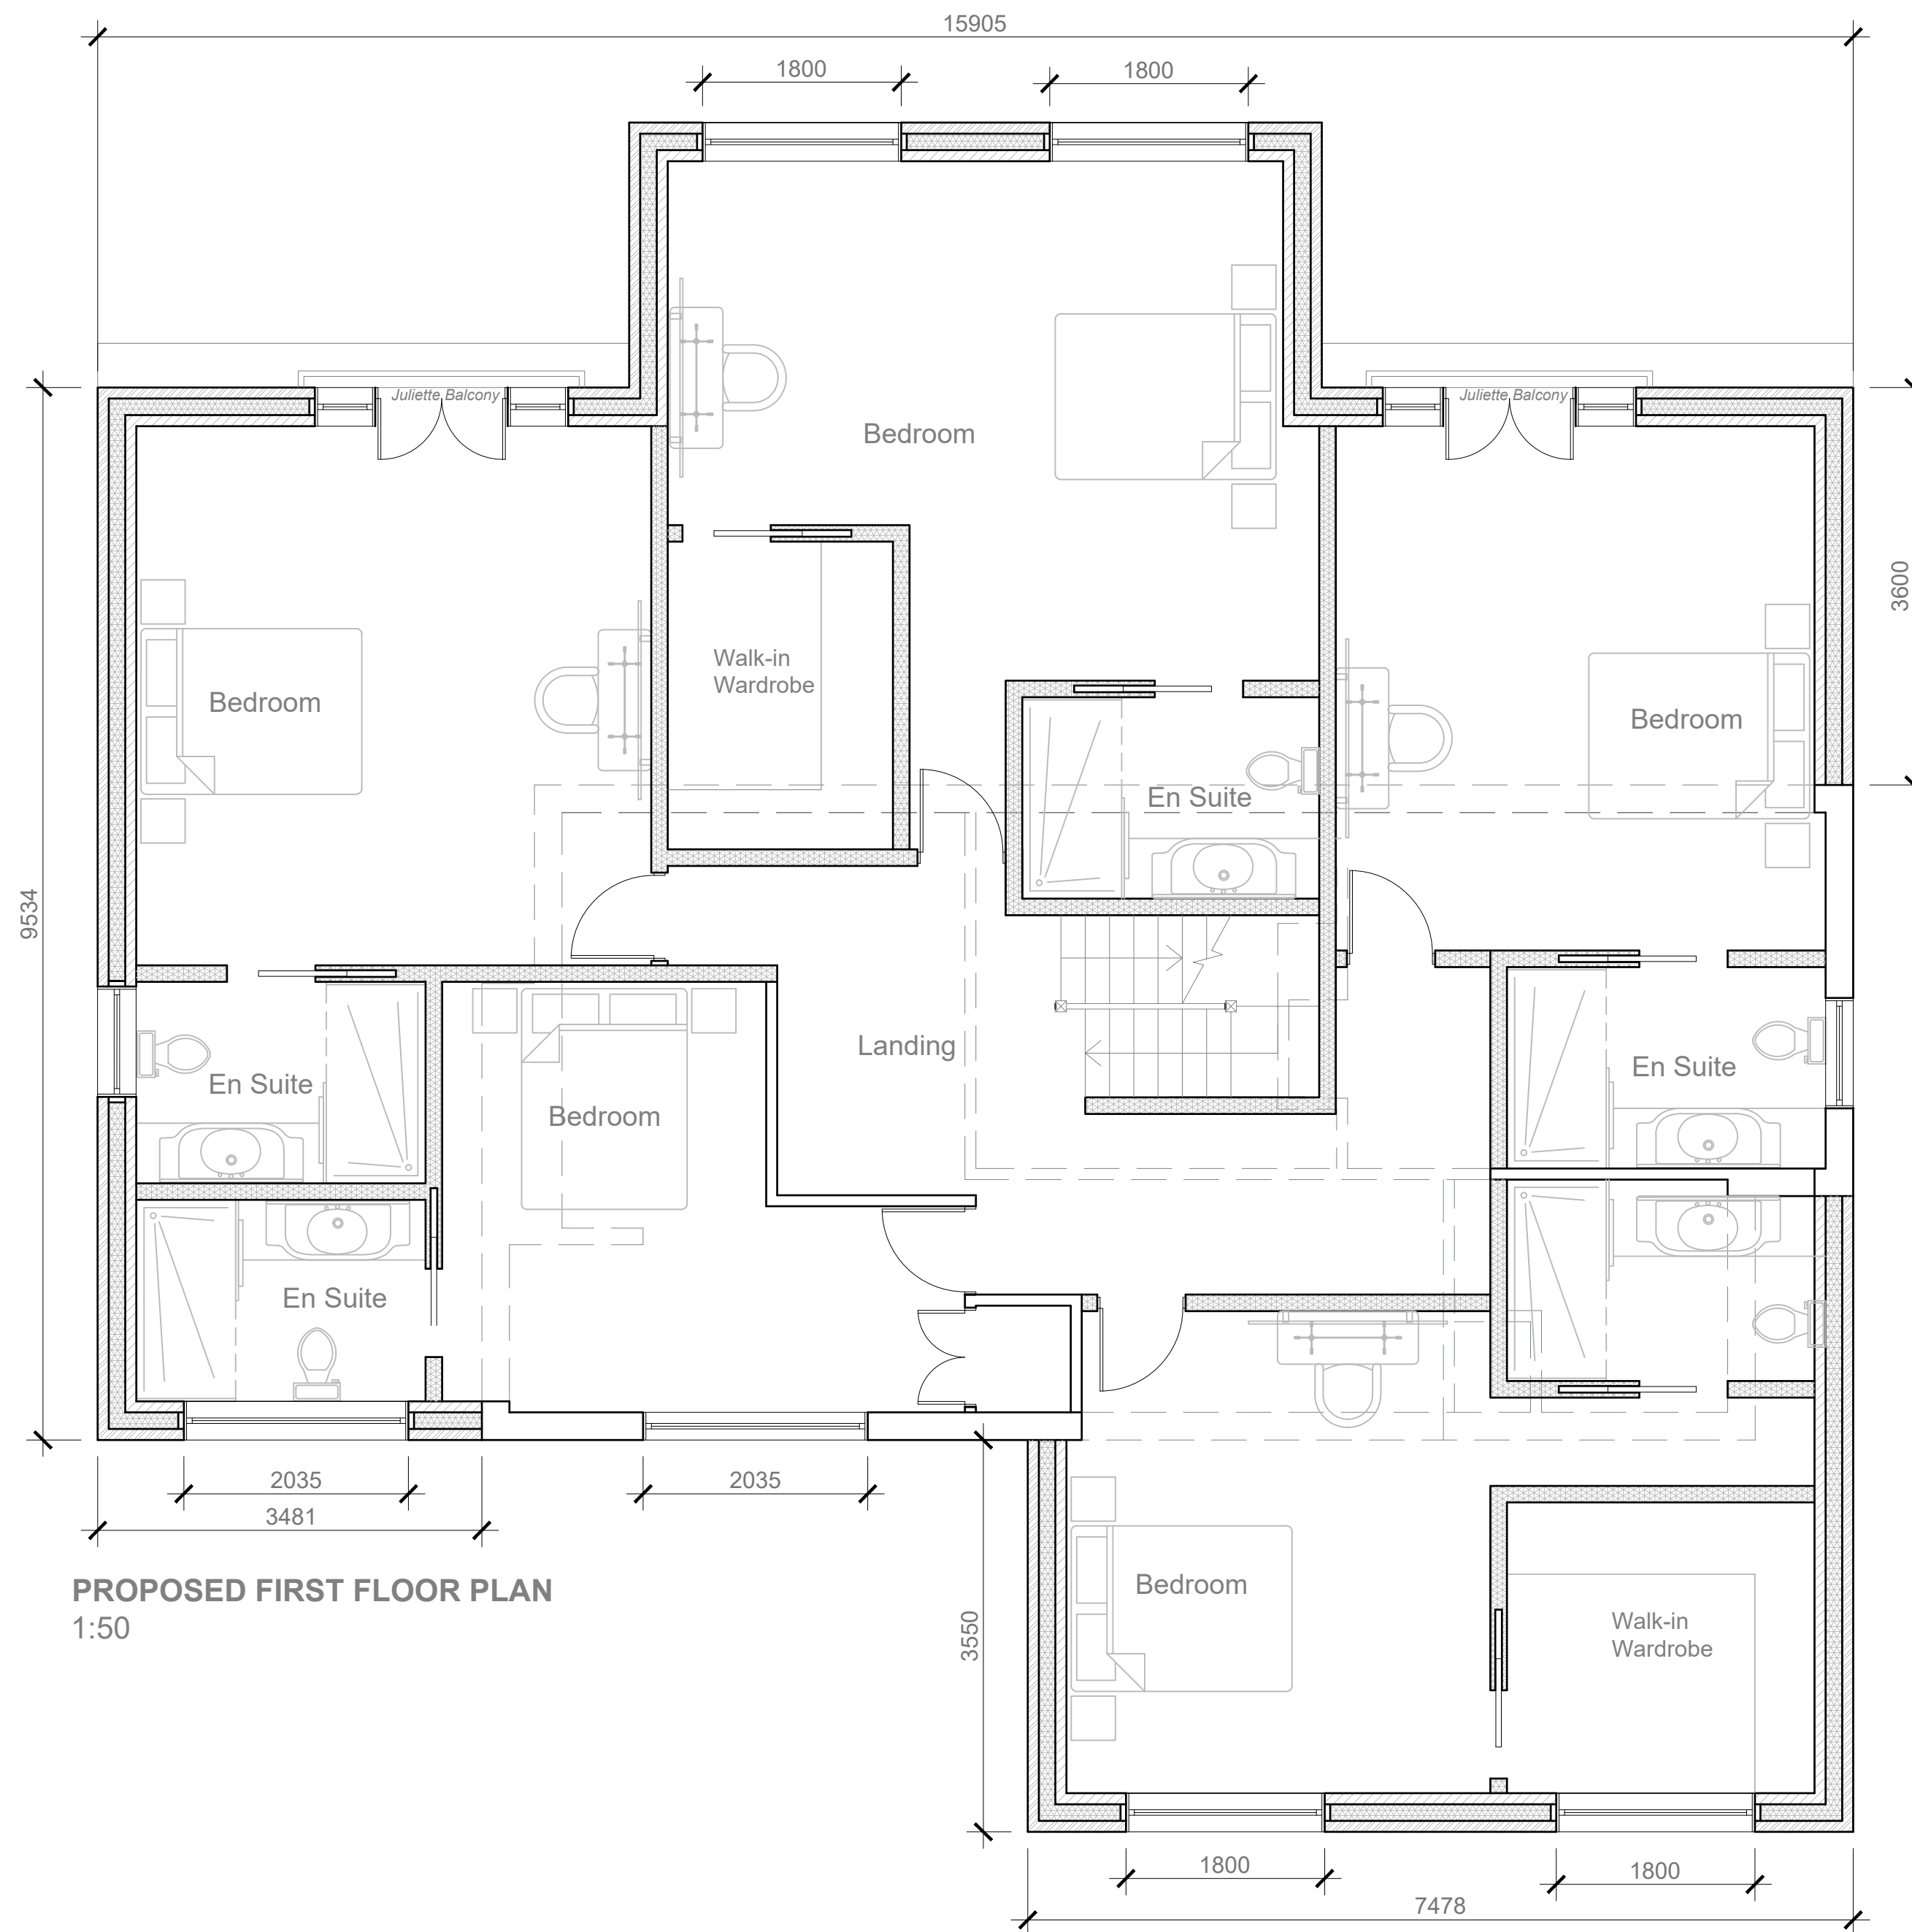 15905
1800
1800
Juliette Balcony
Juliette Balcony
Bedroom
3600
Walk-in
Wardrobe
Bedroom
Bedroom
En Suite
9534
Landing
En Suite
En Suite
Bedroom
En Suite
2035
2035
3481
PROPOSED FIRST FLOOR PLAN
1:50
Bedroom
Walk-in
Wardrobe
3550
1800
1800
7478